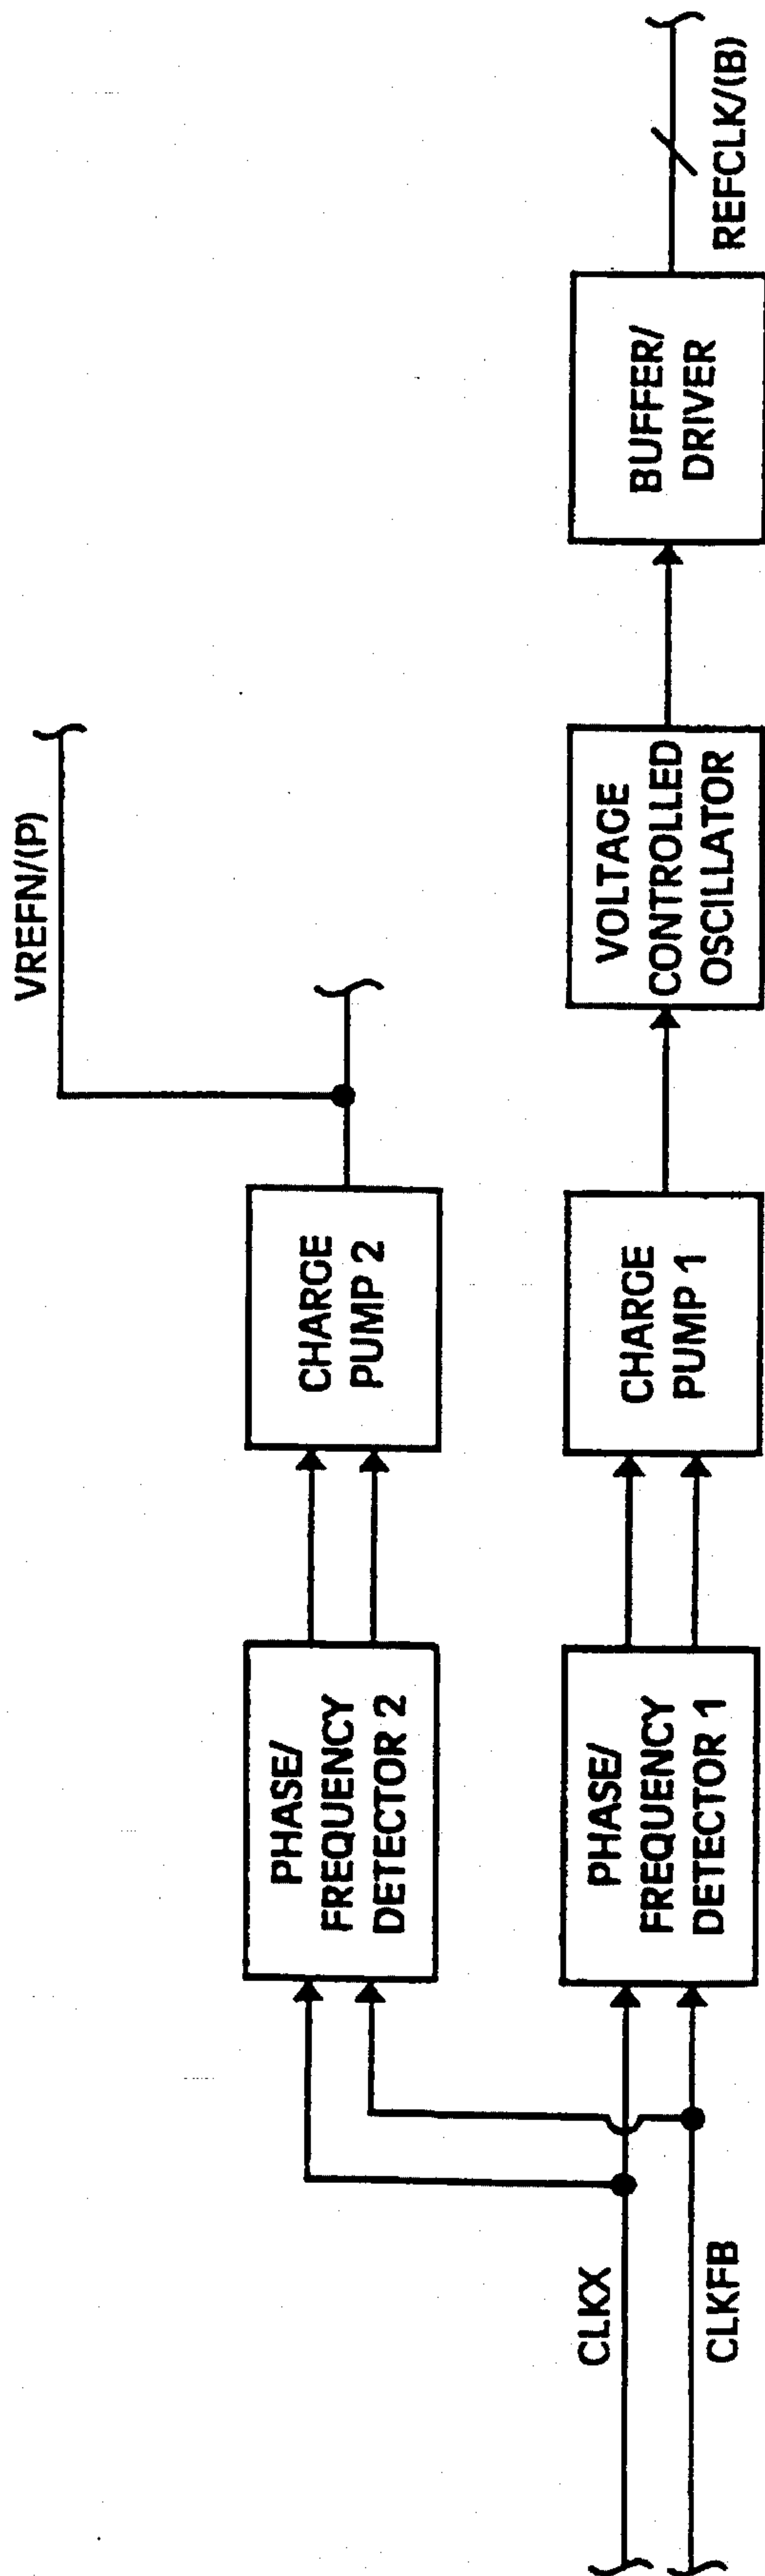 VREFN/(P)
PHASE/
FREQUENCY
DETECTOR 2
CHARGE
PUMP 2
CLKX
CLKFB
PHASE/
FREQUENCY
DETECTOR 1
CHARGE
PUMP 1
VOLTAGE
CONTROLLED
OSCILLATOR
BUFFER/
DRIVER
REFCLK/(B)